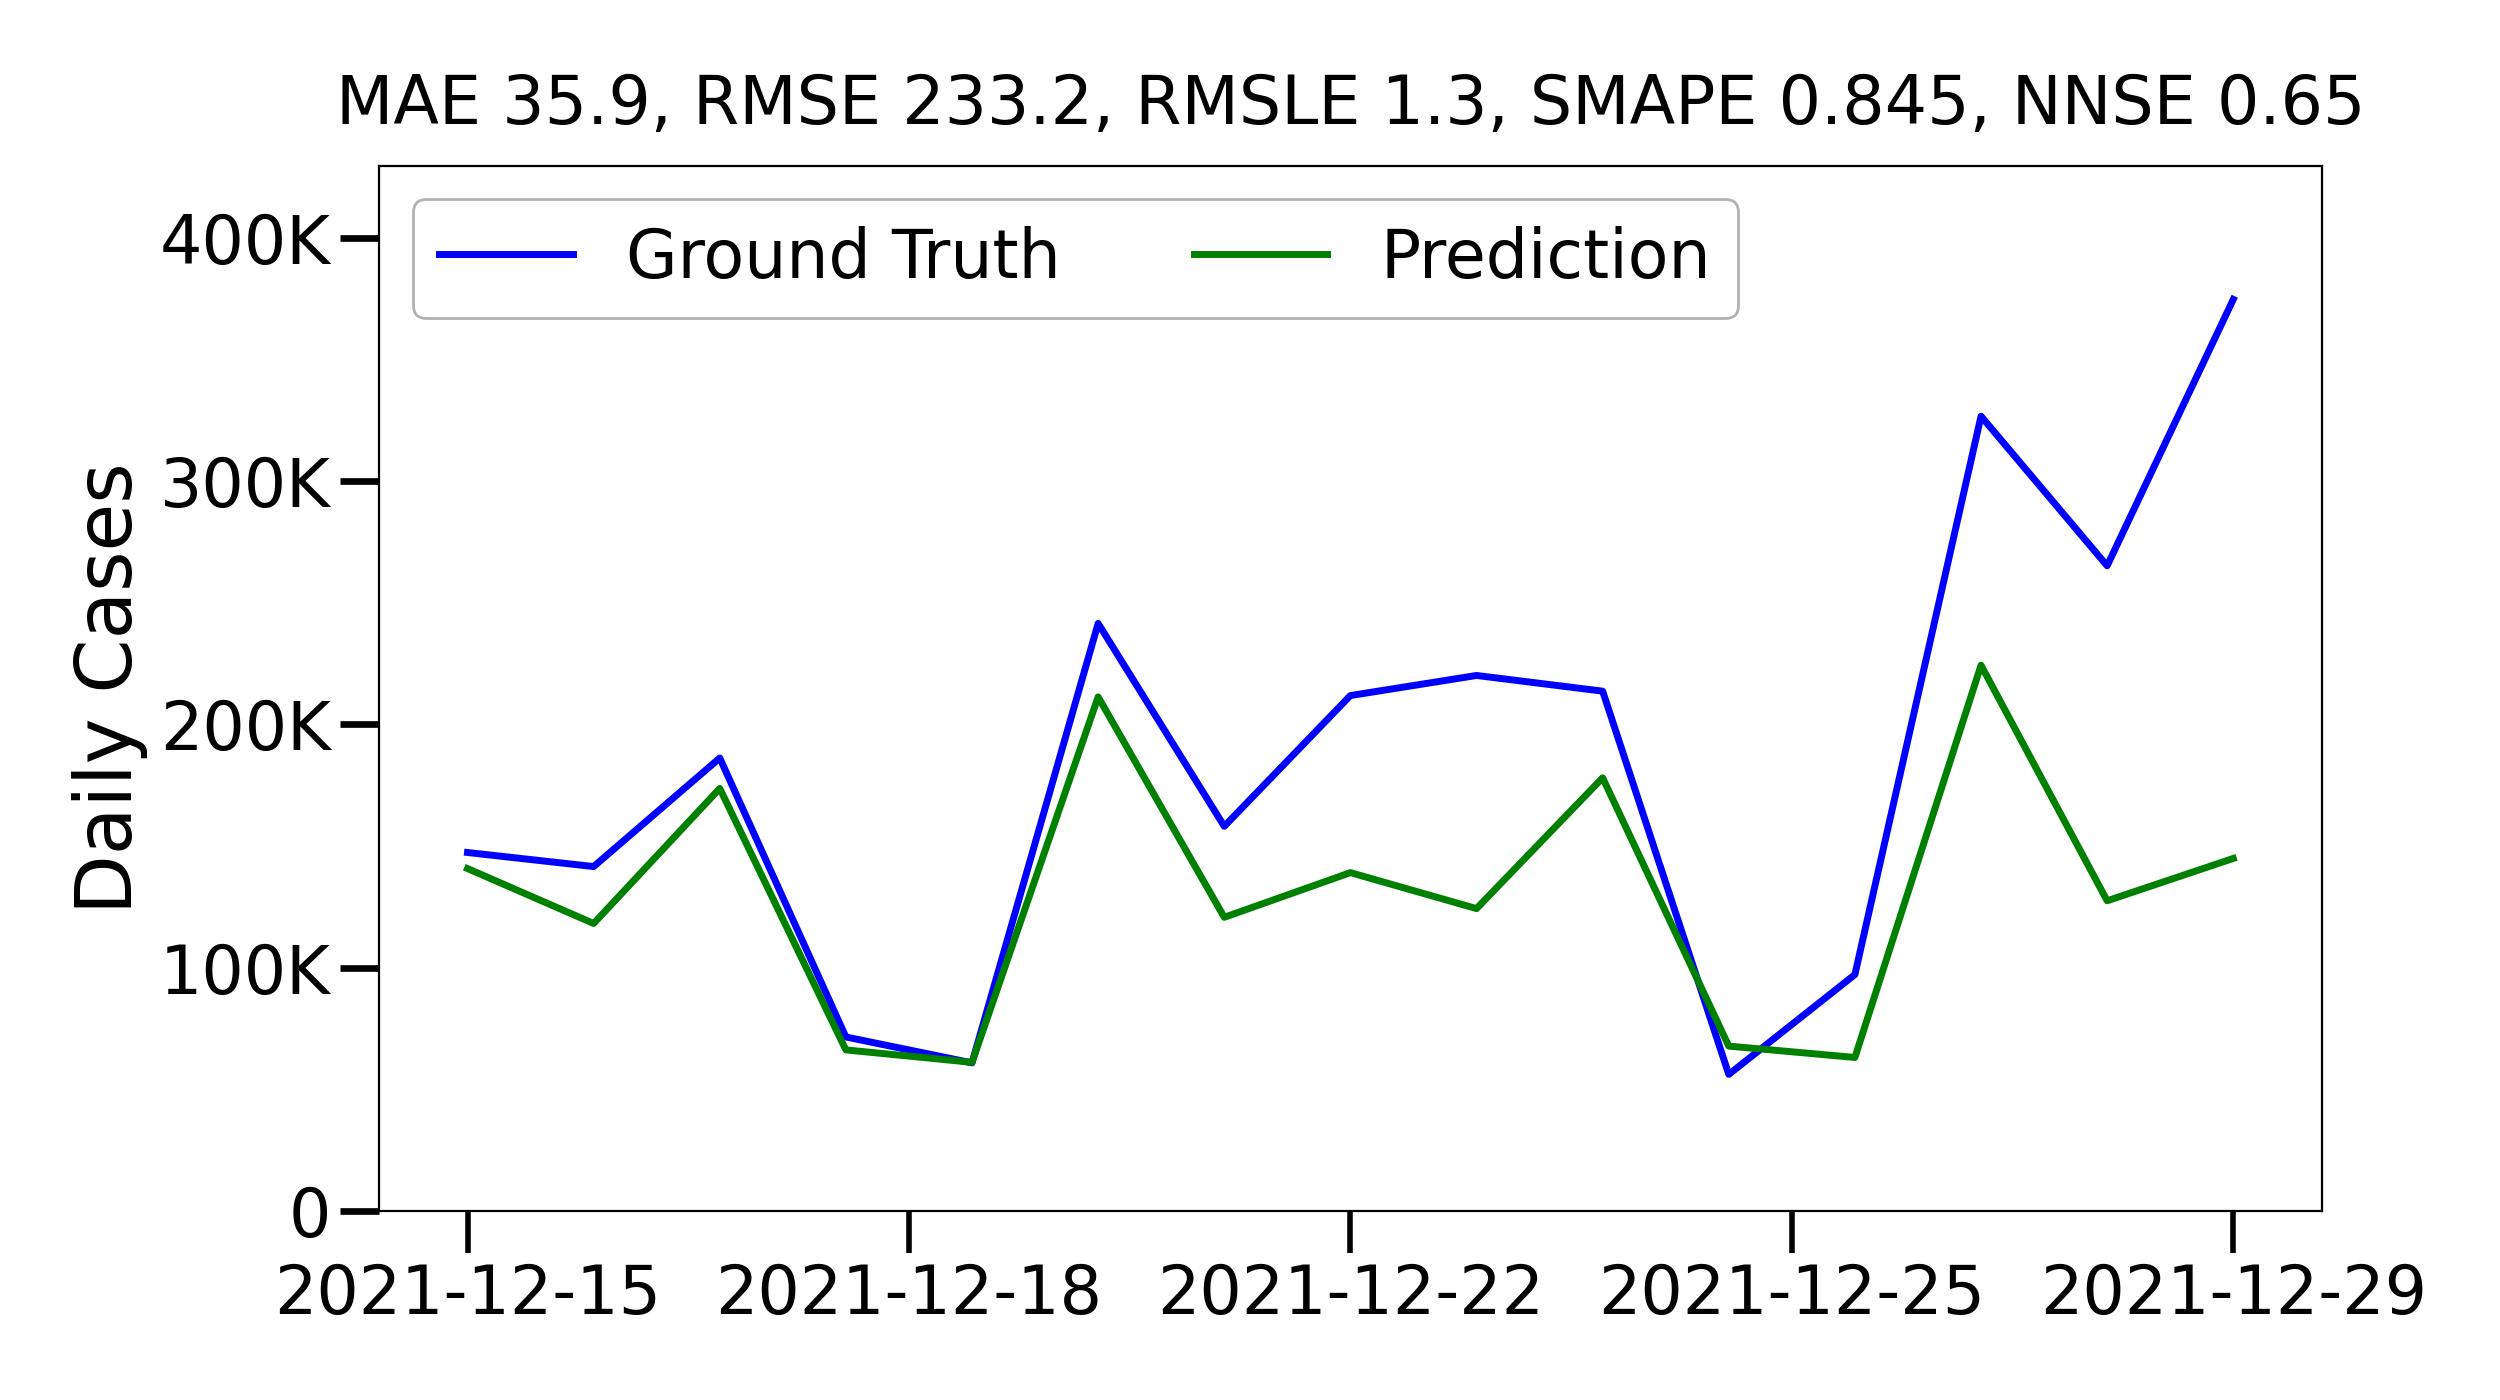 MAE 35.9, RMSE 233.2, RMSLE 1.3, SMAPE 0.845, NNSE 0.65
Ground Truth Prediction
Daily Cases
400K
300K
200K
100K
0
2021-12-15 2021-12-18 2021-12-22 2021-12-25 2021-12-29